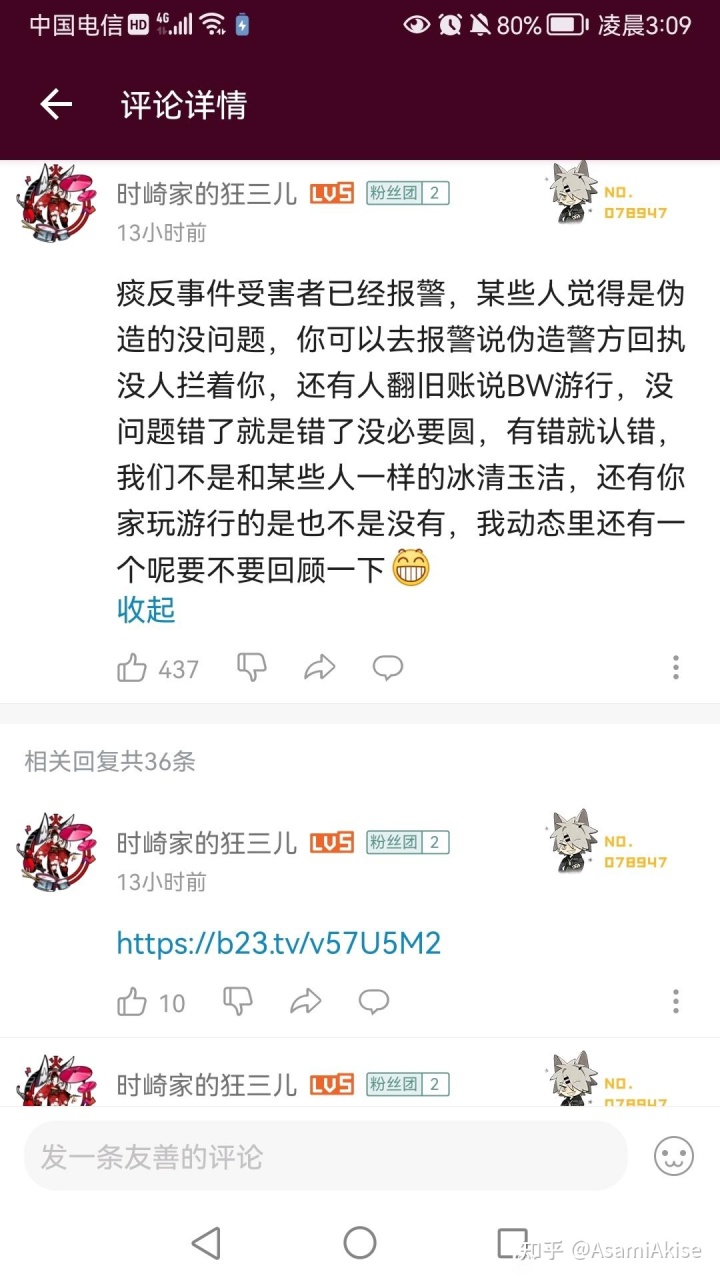 中国电信 HD 4G 80% 凌晨3:09
评论详情
时崎家的狂三儿 LV5 粉丝团 2 NO.
078947
13小时前
痰反事件受害者已经报警，某些人觉得是伪
造的没问题，你可以去报警说伪造警方回执
没人拦着你，还有人翻旧账说BW游行，没
问题错了就是错了没必要圆，有错就认错，
我们不是和某些人一样的冰清玉洁，还有你
家玩游行的是也不是没有，我动态里还有一
个呢要不要回顾一下😁
收起
437
相关回复共36条
时崎家的狂三儿 LV5 粉丝团 2 NO.
078947
13小时前
https://b23.tv/v57U5M2
10
时崎家的狂三儿 LV5 粉丝团 2 NO.
078947
发一条友善的评论
知乎 @AsamiAkise